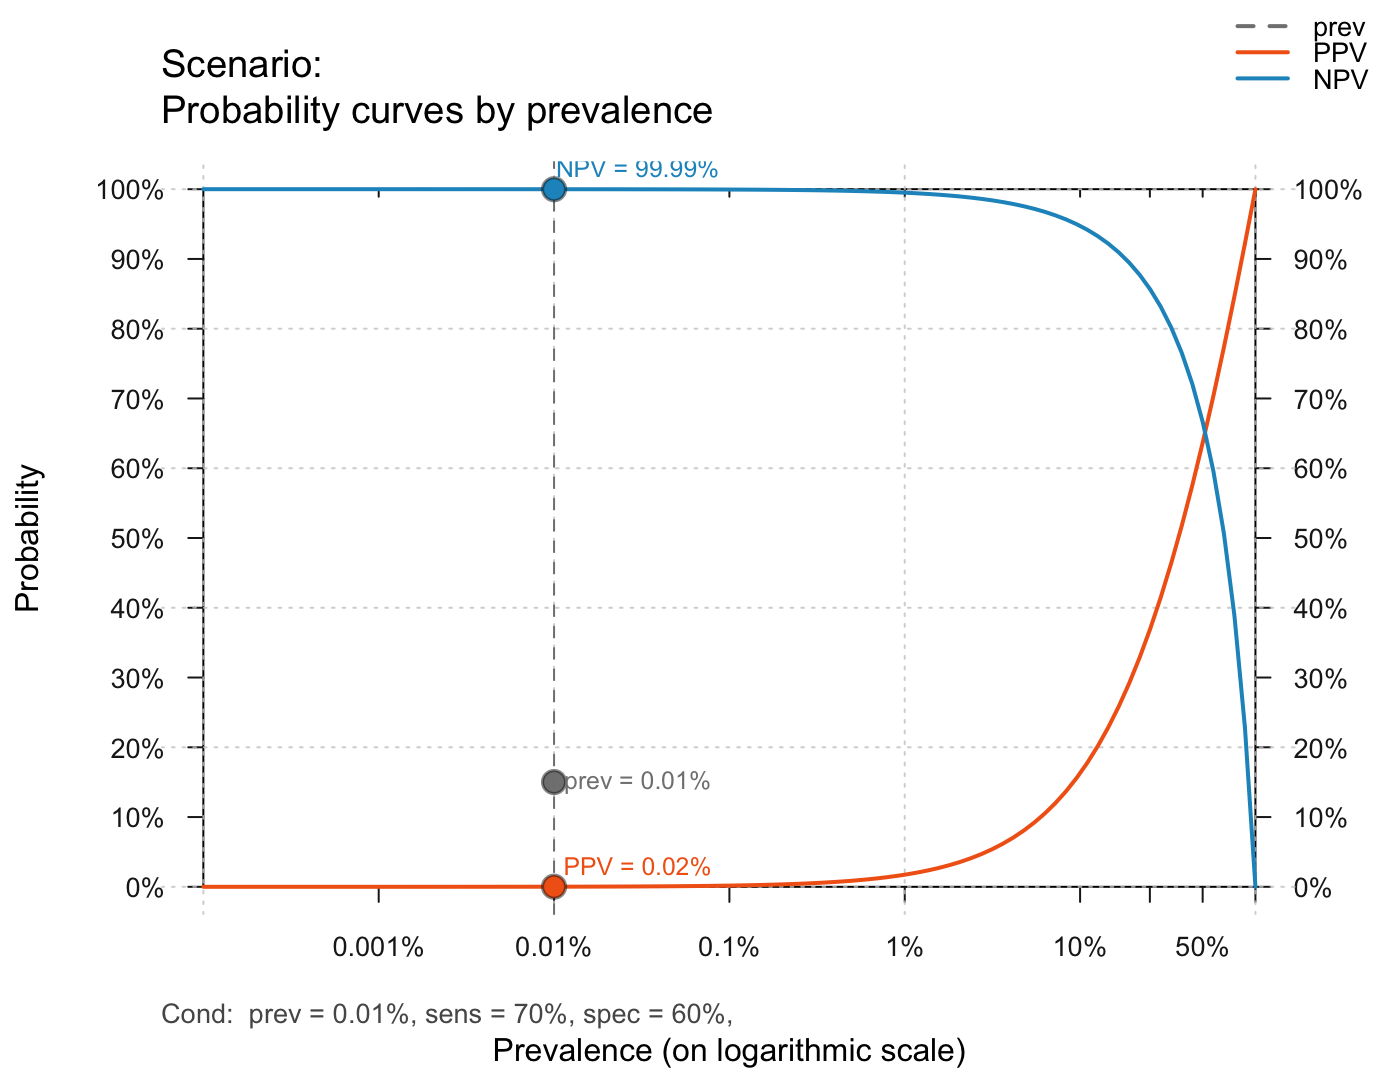 prev
PPV
NPV
Scenario:
Probability curves by prevalence
NPV = 99.99%
100%
90%
80%
70%
60%
50%
40%
30%
20%
10%
0%
100%
90%
80%
70%
60%
50%
40%
30%
20%
10%
0%
Probability
prev = 0.01%
PPV = 0.02%
0.001%
0.01%
0.1%
1%
10%
50%
Cond:  prev = 0.01%, sens = 70%, spec = 60%,
Prevalence (on logarithmic scale)